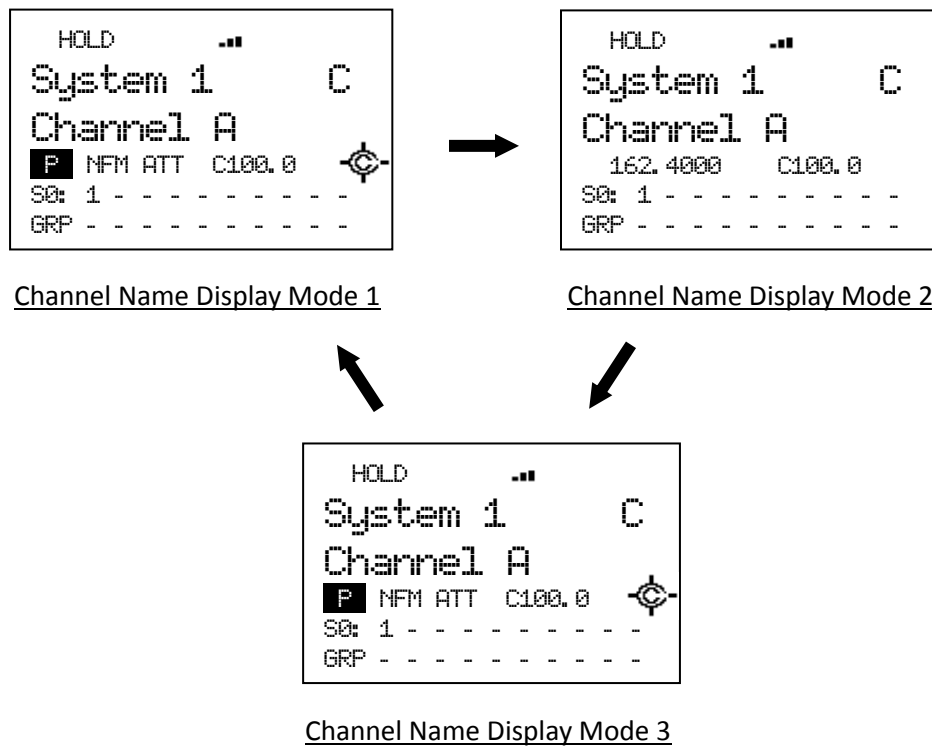 HOLD
System 1 C
Channel A
P NFM ATT C100.0 C
S0: 1 - - - - - - - - -
GRP - - - - - - - - - -
Channel Name Display Mode 1
HOLD
System 1 C
Channel A
162.4000 C100.0
S0: 1 - - - - - - - - -
GRP - - - - - - - - - -
Channel Name Display Mode 2
HOLD
System 1 C
Channel A
P NFM ATT C100.0 C
S0: 1 - - - - - - - - -
GRP - - - - - - - - - -
Channel Name Display Mode 3